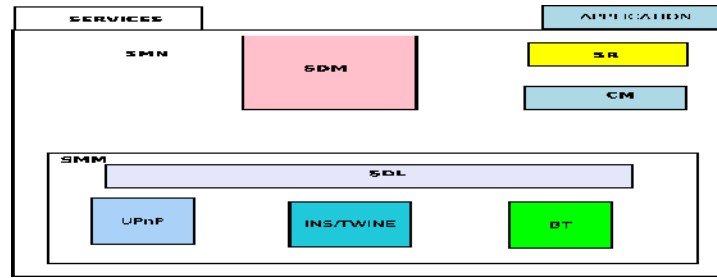 SERVICES
APPLICATION
SMN
SDM
SR
CM
SMM
SDL
UPnP
INS/TWINE
BT